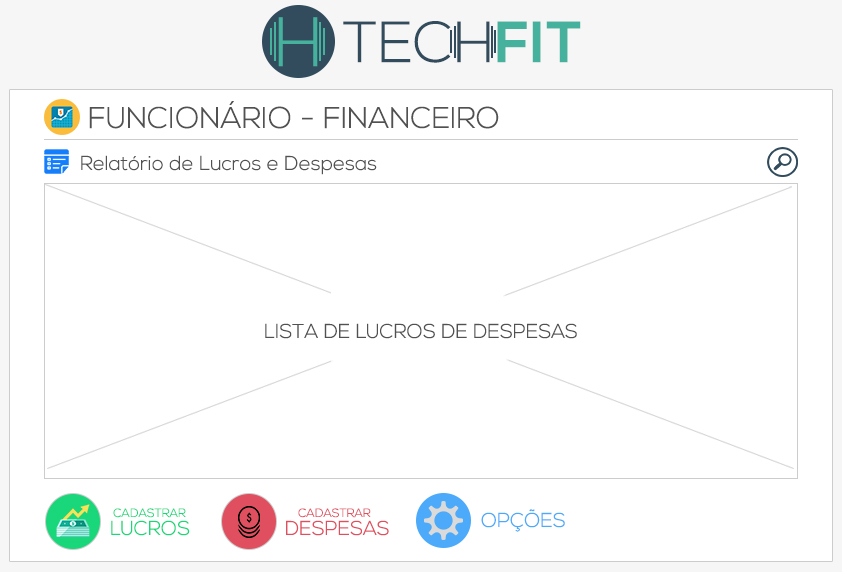 TECHFIT
FUNCIONÁRIO - FINANCEIRO
Relatório de Lucros e Despesas
LISTA DE LUCROS DE DESPESAS
CADASTRAR
LUCROS
CADASTRAR
DESPESAS
OPÇÕES